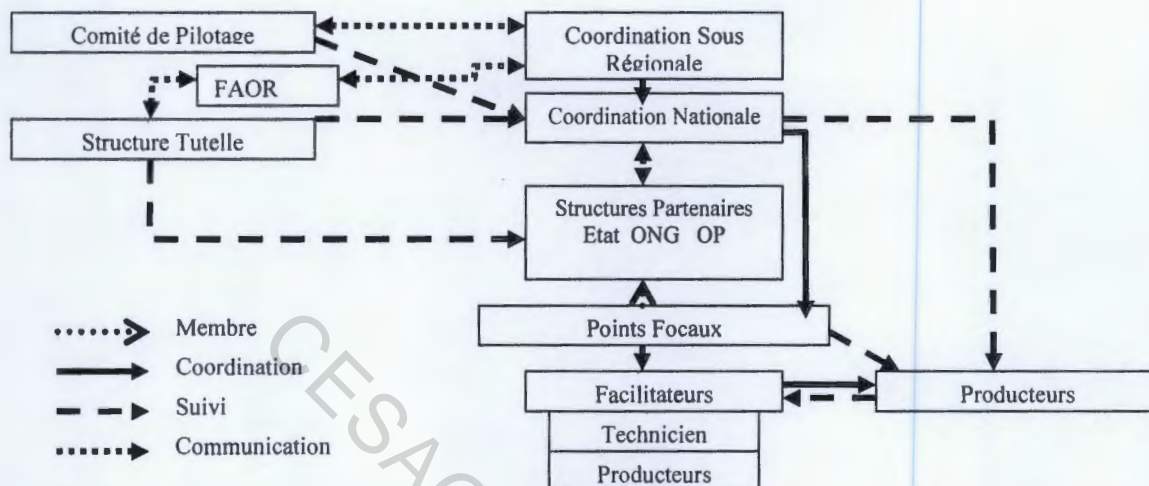 Comité de Pilotage
Coordination Sous
Régionale
FAOR
Coordination Nationale
Structure Tutelle
Structures Partenaires
Etat ONG OP
Points Focaux
Membre
Coordination
Suivi
Communication
Facilitateurs
Producteurs
Technicien
Producteurs
CESAG